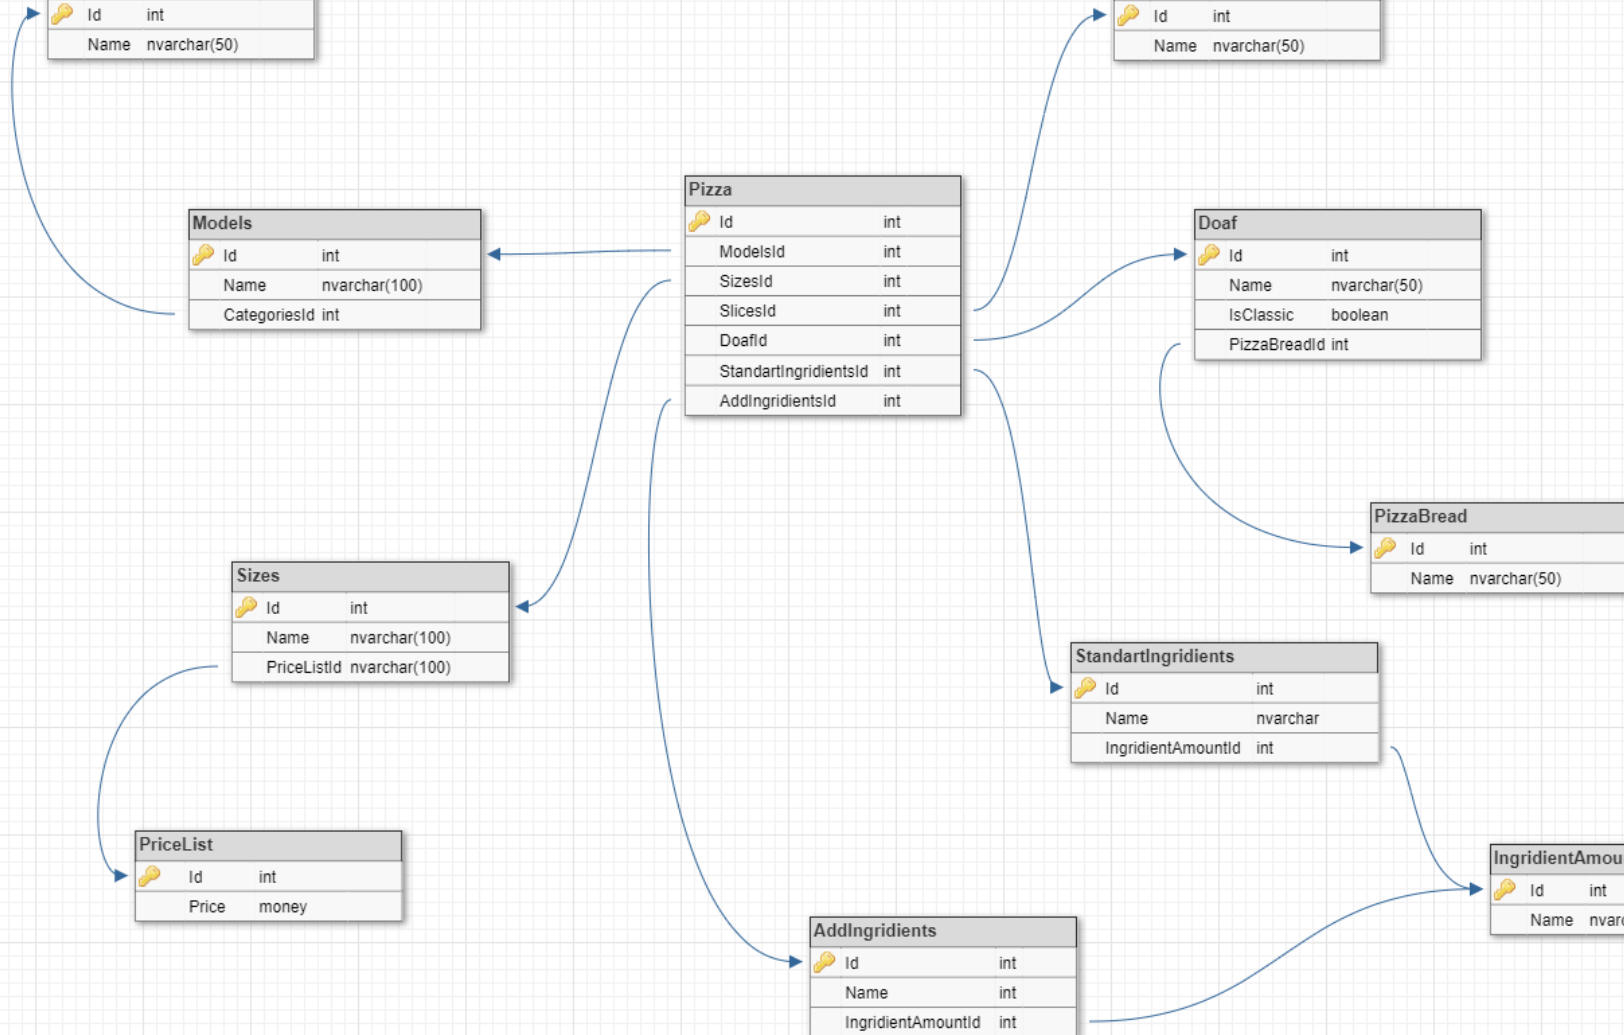 Id int
Name nvarchar(50)
Id int
Name nvarchar(50)
Pizza
Id int
ModelsId int
SizesId int
SlicesId int
DoafId int
StandartIngridientsId int
AddIngridientsId int
Models
Id int
Name nvarchar(100)
CategoriesId int
Doaf
Id int
Name nvarchar(50)
IsClassic boolean
PizzaBreadId int
PizzaBread
Id int
Name nvarchar(50)
Sizes
Id int
Name nvarchar(100)
PriceListId nvarchar(100)
StandartIngridients
Id int
Name nvarchar
IngridientAmountId int
PriceList
Id int
Price money
IngridientAmou
Id int
Name nvarc
AddIngridients
Id int
Name int
IngridientAmountId int